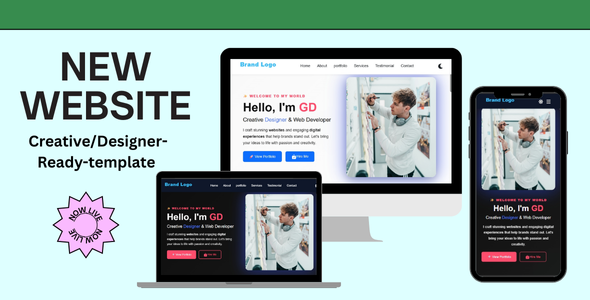 NEW
WEBSITE
Creative/Designer-
Ready-template
NOW LIVE
NOW LIVE
Brand Logo
Home About portfolio Services Testimonial Contact
WELCOME TO MY WORLD
Hello, I'm GD
Creative Designer & Web Developer
I craft stunning websites and engaging digital
experiences that help brands stand out. Let's bring
your ideas to life with passion and creativity.
View Portfolio Hire Me
Brand Logo
Home About portfolio Services Testimonial Contact
WELCOME TO MY WORLD
Hello, I'm GD
Creative Designer & Web Developer
I craft stunning websites and engaging digital
experiences that help brands stand out. Let's bring
your ideas to life with passion and creativity.
View Portfolio Hire Me
Brand Logo
WELCOME TO MY WORLD
Hello, I'm GD
Creative Designer & Web Developer
I craft stunning websites and engaging
digital experiences that help brands
stand out. Let's bring your ideas to life
with passion and creativity.
View Portfolio Hire Me